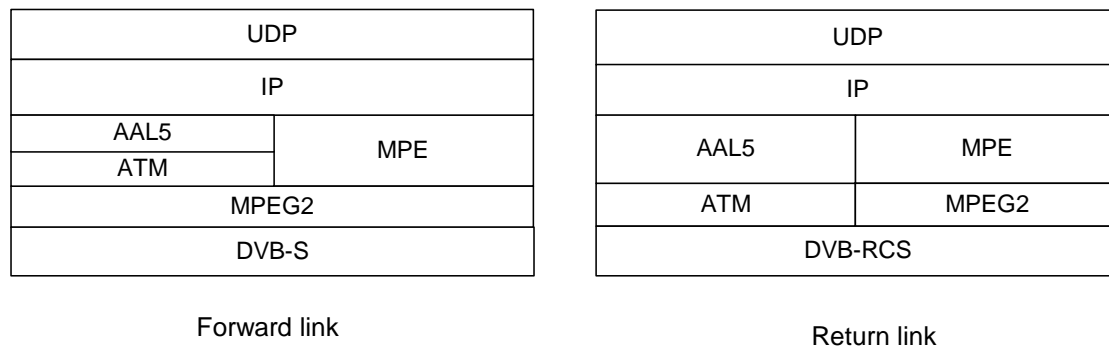 UDP
IP
AAL5
MPE
ATM
MPEG2
DVB-S
Forward link
UDP
IP
AAL5 MPE
ATM MPEG2
DVB-RCS
Return link